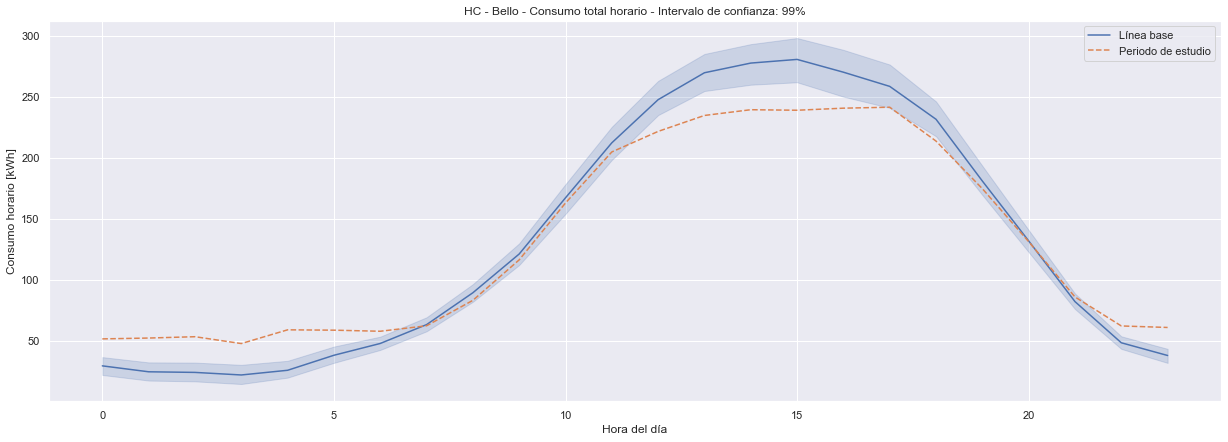 HC - Bello - Consumo total horario - Intervalo de confianza: 99%
Línea base
Periodo de estudio
Consumo horario [kWh]
300
250
200
150
100
50
0
5
10
15
20
Hora del día